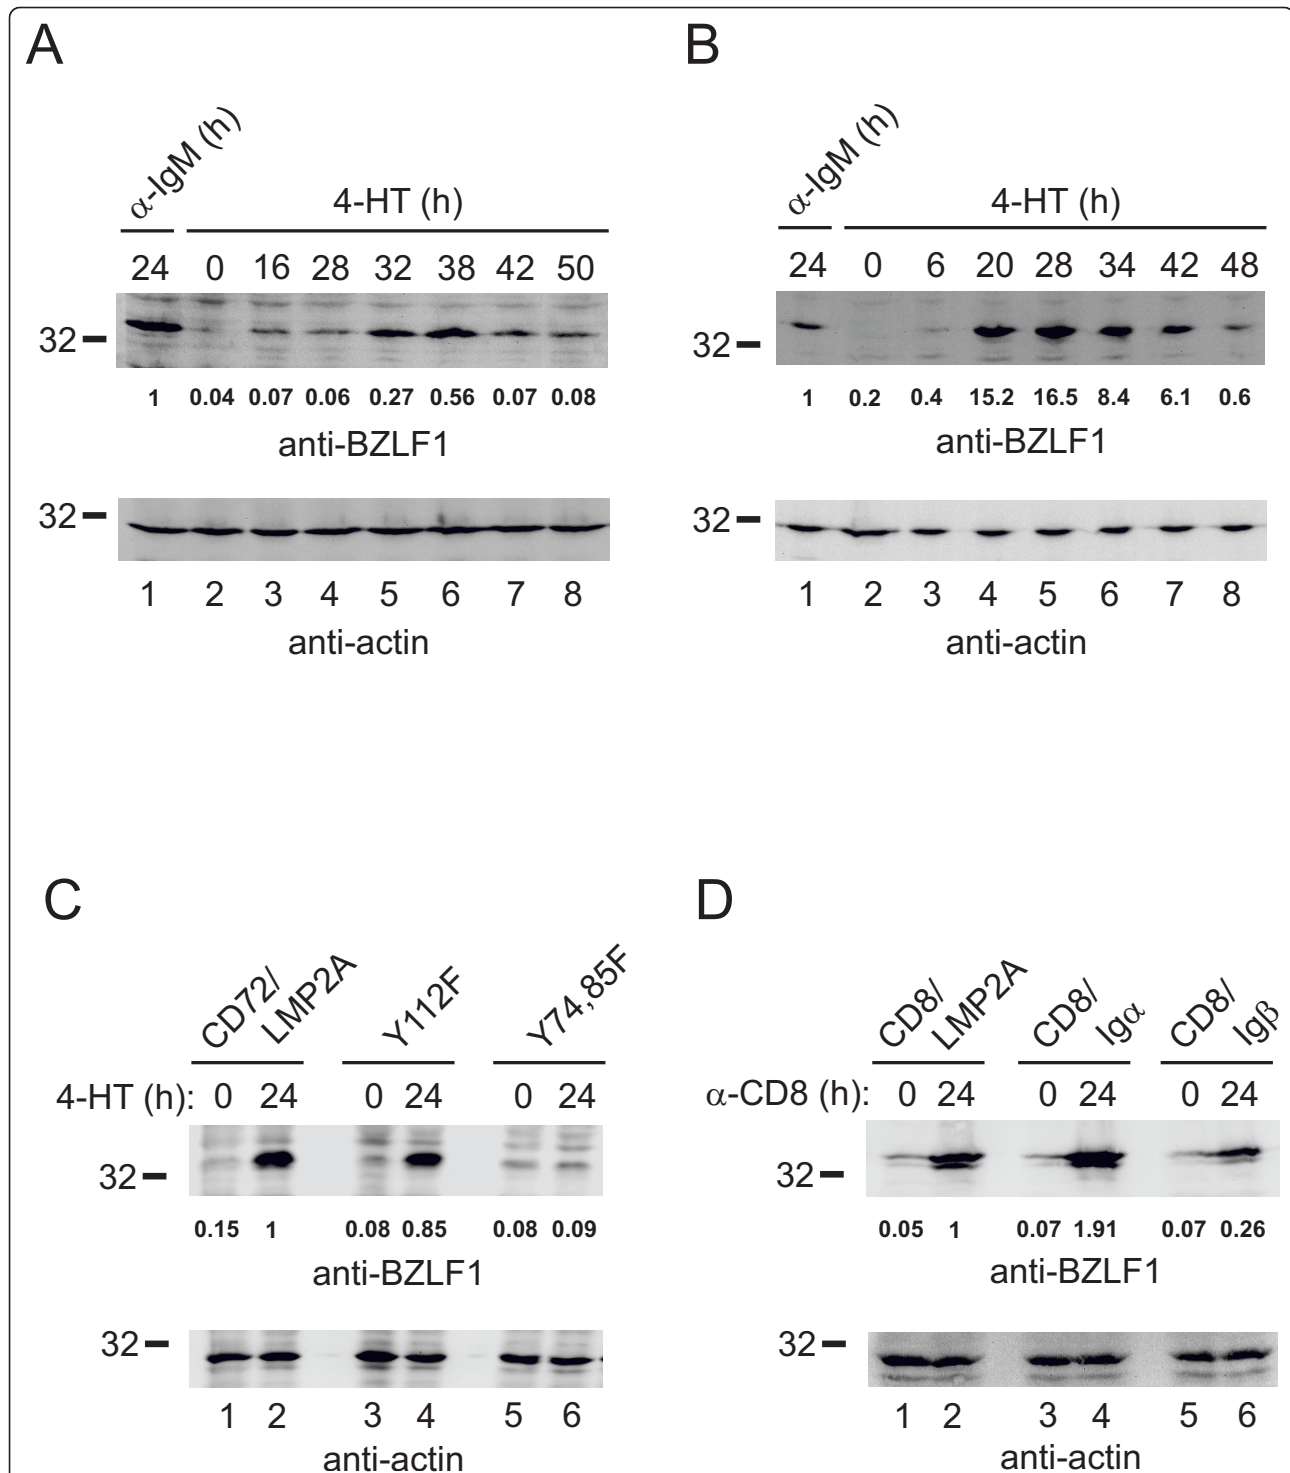 A
α-IgM (h)
4-HT (h)
24 0 16 28 32 38 42 50
32
1 0.04 0.07 0.06 0.27 0.56 0.07 0.08
anti-BZLF1
32
1 2 3 4 5 6 7 8
anti-actin
B
α-IgM (h)
4-HT (h)
24 0 6 20 28 34 42 48
32
1 0.2 0.4 15.2 16.5 8.4 6.1 0.6
anti-BZLF1
32
1 2 3 4 5 6 7 8
anti-actin
C
CD72/
LMP2A
Y112F
Y74,85F
4-HT (h): 0 24 0 24 0 24
32
0.15 1 0.08 0.85 0.08 0.09
anti-BZLF1
32
1 2 3 4 5 6
anti-actin
D
CD8/
LMP2A
CD8/
Igα
CD8/
Igβ
α-CD8 (h): 0 24 0 24 0 24
32
0.05 1 0.07 1.91 0.07 0.26
anti-BZLF1
32
1 2 3 4 5 6
anti-actin